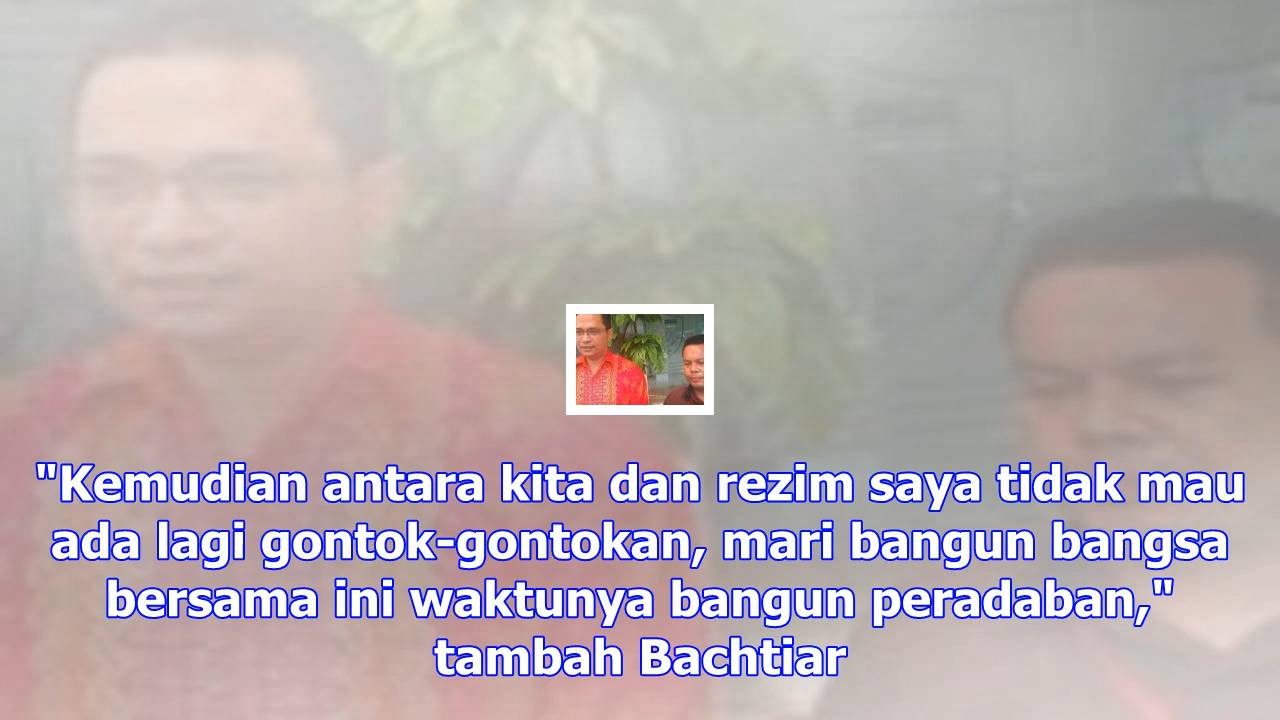 "Kemudian antara kita dan rezim saya tidak mau
ada lagi gontok-gontokan, mari bangun bangsa
bersama ini waktunya bangun peradaban,"
tambah Bachtiar